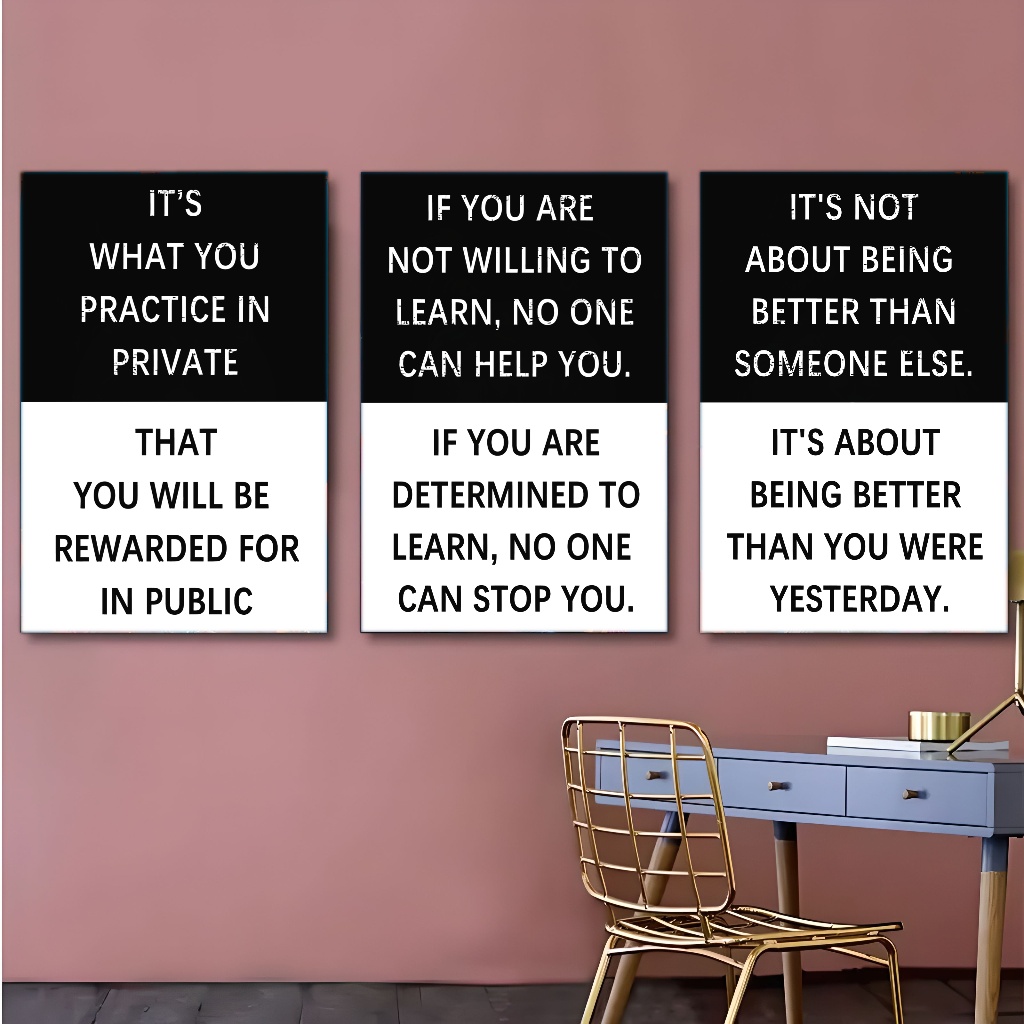 IT’S
WHAT YOU
PRACTICE IN
PRIVATE
THAT
YOU WILL BE
REWARDED FOR
IN PUBLIC
IF YOU ARE
NOT WILLING TO
LEARN, NO ONE
CAN HELP YOU.
IF YOU ARE
DETERMINED TO
LEARN, NO ONE
CAN STOP YOU.
IT'S NOT
ABOUT BEING
BETTER THAN
SOMEONE ELSE.
IT'S ABOUT
BEING BETTER
THAN YOU WERE
YESTERDAY.